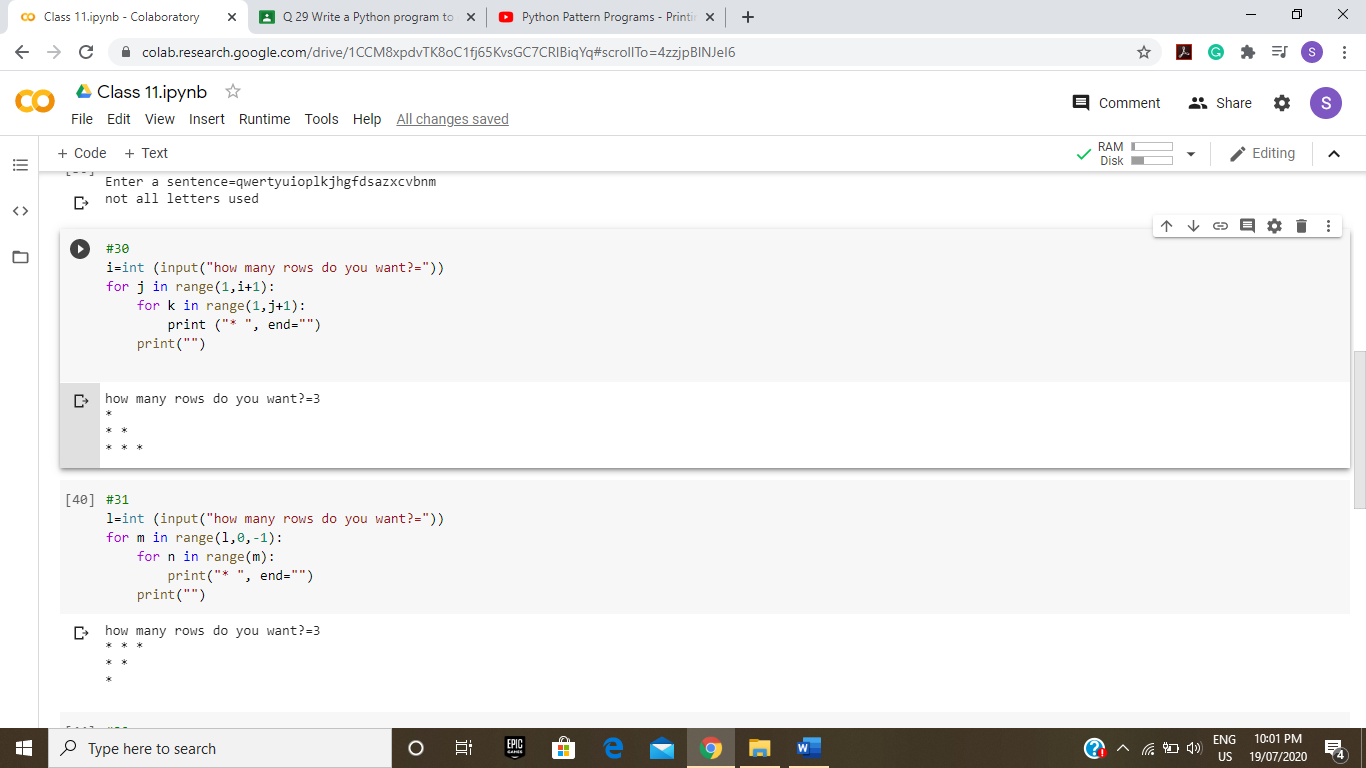 Class 11.ipynb - Colaboratory
Q 29 Write a Python program to
Python Pattern Programs - Printi
colab.research.google.com/drive/1CCM8xpdvTK8oC1fj65KvsGC7CRIBiqYq#scrollTo=4zzjpBlNJeI6
S
Class 11.ipynb
File Edit View Insert Runtime Tools Help All changes saved
Comment
Share
S
+ Code + Text
RAM
Disk
Editing
Enter a sentence=qwertyuioplkjhgfdsazxcvbnm
not all letters used
#30
i=int (input("how many rows do you want?="))
for j in range(1,i+1):
    for k in range(1,j+1):
        print ("* ", end="")
    print("")
how many rows do you want?=3
*
* *
* * *
[40] #31
l=int (input("how many rows do you want?="))
for m in range(l,0,-1):
    for n in range(m):
        print("* ", end="")
    print("")
how many rows do you want?=3
* * *
* *
*
Type here to search
EPIC
GAMES
W
ENG
US
10:01 PM
19/07/2020
4